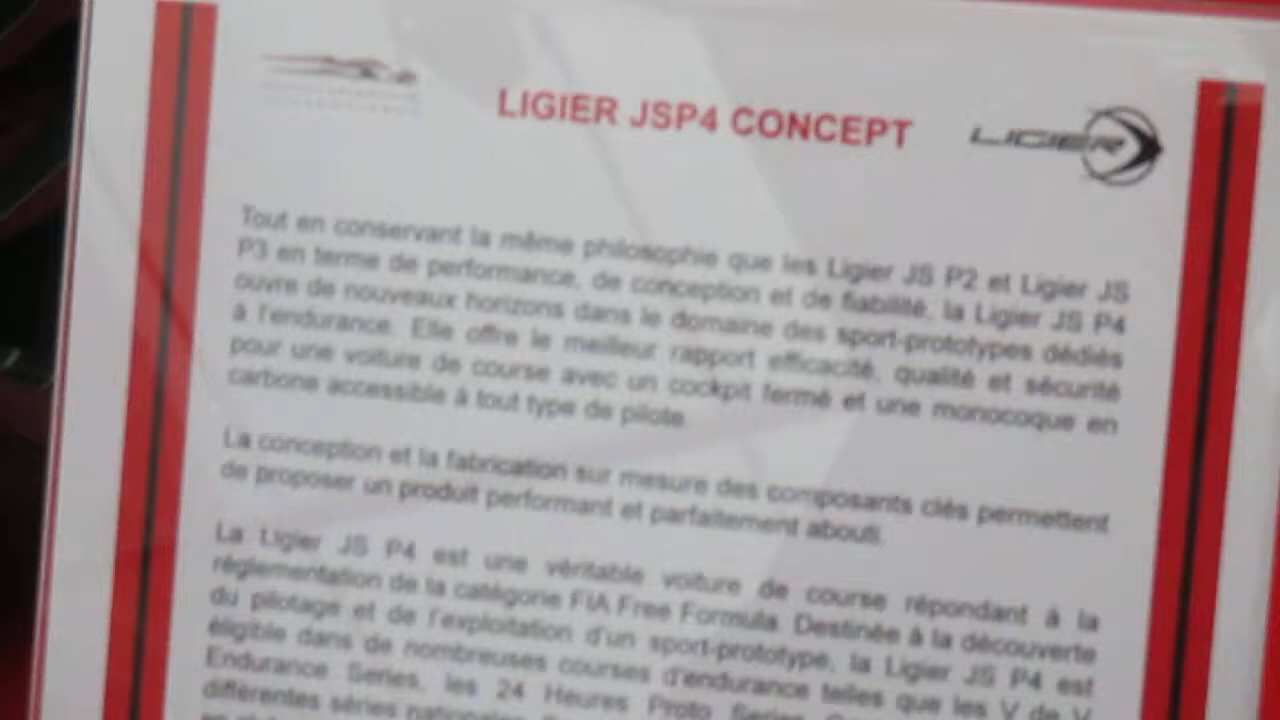 LIGIER JSP4 CONCEPT
LIGIER
Tout en conservant la même philosophie que les Ligier JS P2 et Ligier JS
P3 en terme de performance, de conception et de fiabilité, la Ligier JS P4
ouvre de nouveaux horizons dans le domaine des sport-prototypes dédiés
à l'endurance. Elle offre le meilleur rapport efficacité, qualité et sécurité
pour une voiture de course avec un cockpit fermé et une monocoque en
carbone accessible à tout type de pilote.
La conception et la fabrication sur mesure des composants clés permettent
de proposer un produit performant et parfaitement abouti.
La Ligier JS P4 est une véritable voiture de course répondant à la
réglementation de la catégorie FIA Free Formula. Destinée à la découverte
du pilotage et de l'exploitation d'un sport-prototype, la Ligier JS P4 est
éligible dans de nombreuses courses d'endurance telles que les V de V
Endurance Series, les 24 Heures Proto Series,
différentes séries nationales